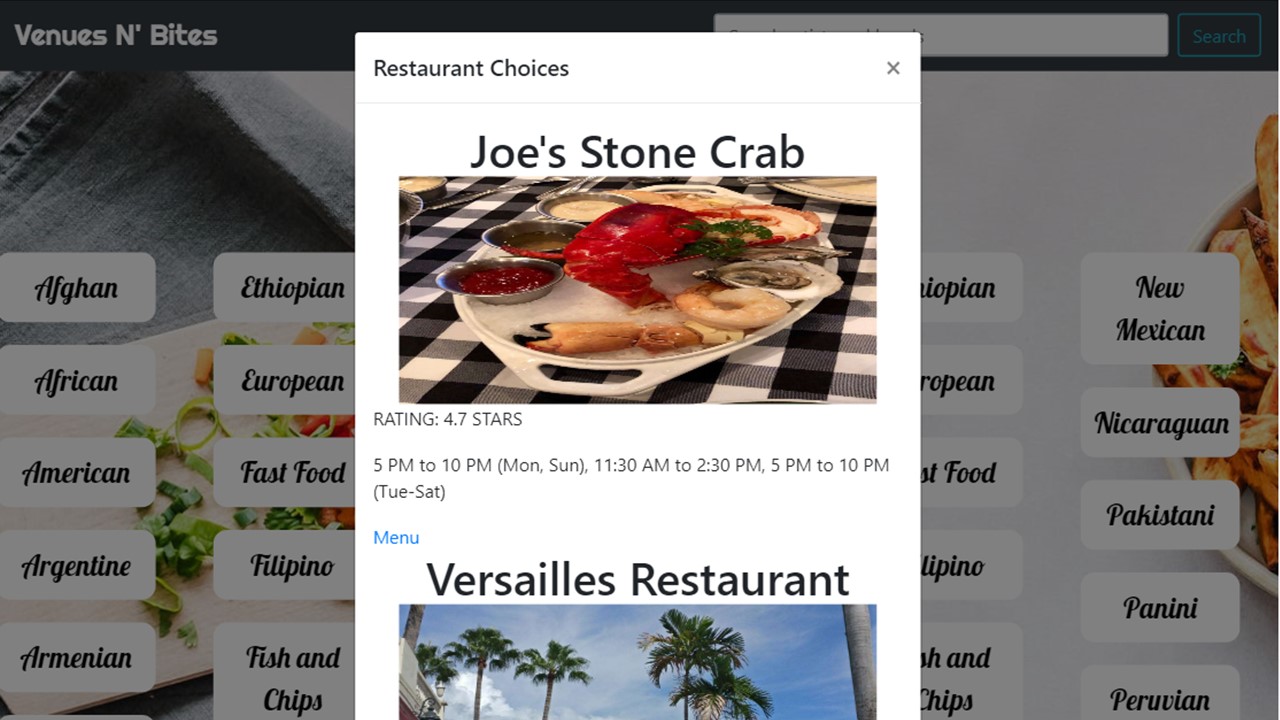 Venues N' Bites
Search
Restaurant Choices
×
Joe's Stone Crab
RATING: 4.7 STARS
5 PM to 10 PM (Mon, Sun), 11:30 AM to 2:30 PM, 5 PM to 10 PM
(Tue-Sat)
Menu
Versailles Restaurant
Afghan
African
American
Argentine
Armenian
Ethiopian
European
Fast Food
Filipino
Fish and
Chips
hiopian
ropean
st Food
lipino
sh and
Chips
New
Mexican
Nicaraguan
Pakistani
Panini
Peruvian